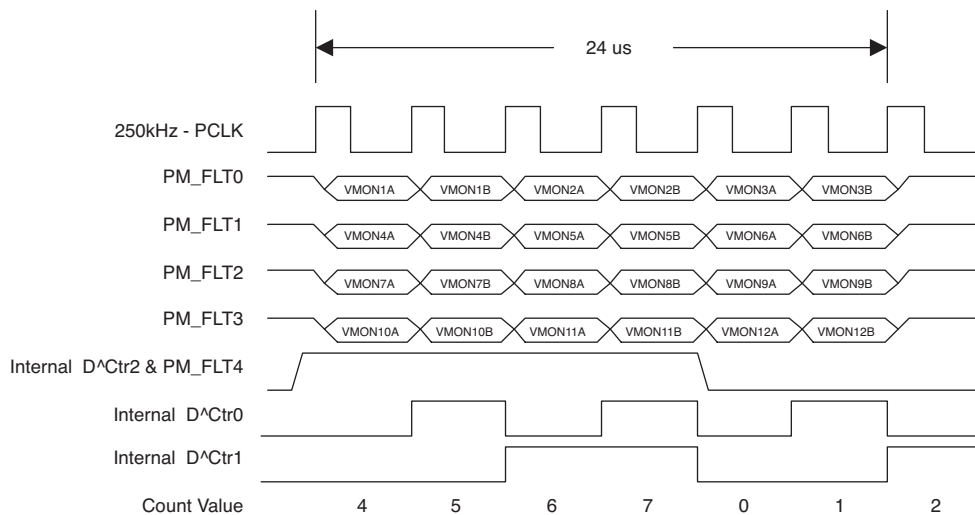 24 us
250kHz - PCLK
PM_FLT0 VMON1A VMON1B VMON2A VMON2B VMON3A VMON3B
PM_FLT1 VMON4A VMON4B VMON5A VMON5B VMON6A VMON6B
PM_FLT2 VMON7A VMON7B VMON8A VMON8B VMON9A VMON9B
PM_FLT3 VMON10A VMON10B VMON11A VMON11B VMON12A VMON12B
Internal D^Ctr2 & PM_FLT4
Internal D^Ctr0
Internal D^Ctr1
Count Value 4 5 6 7 0 1 2